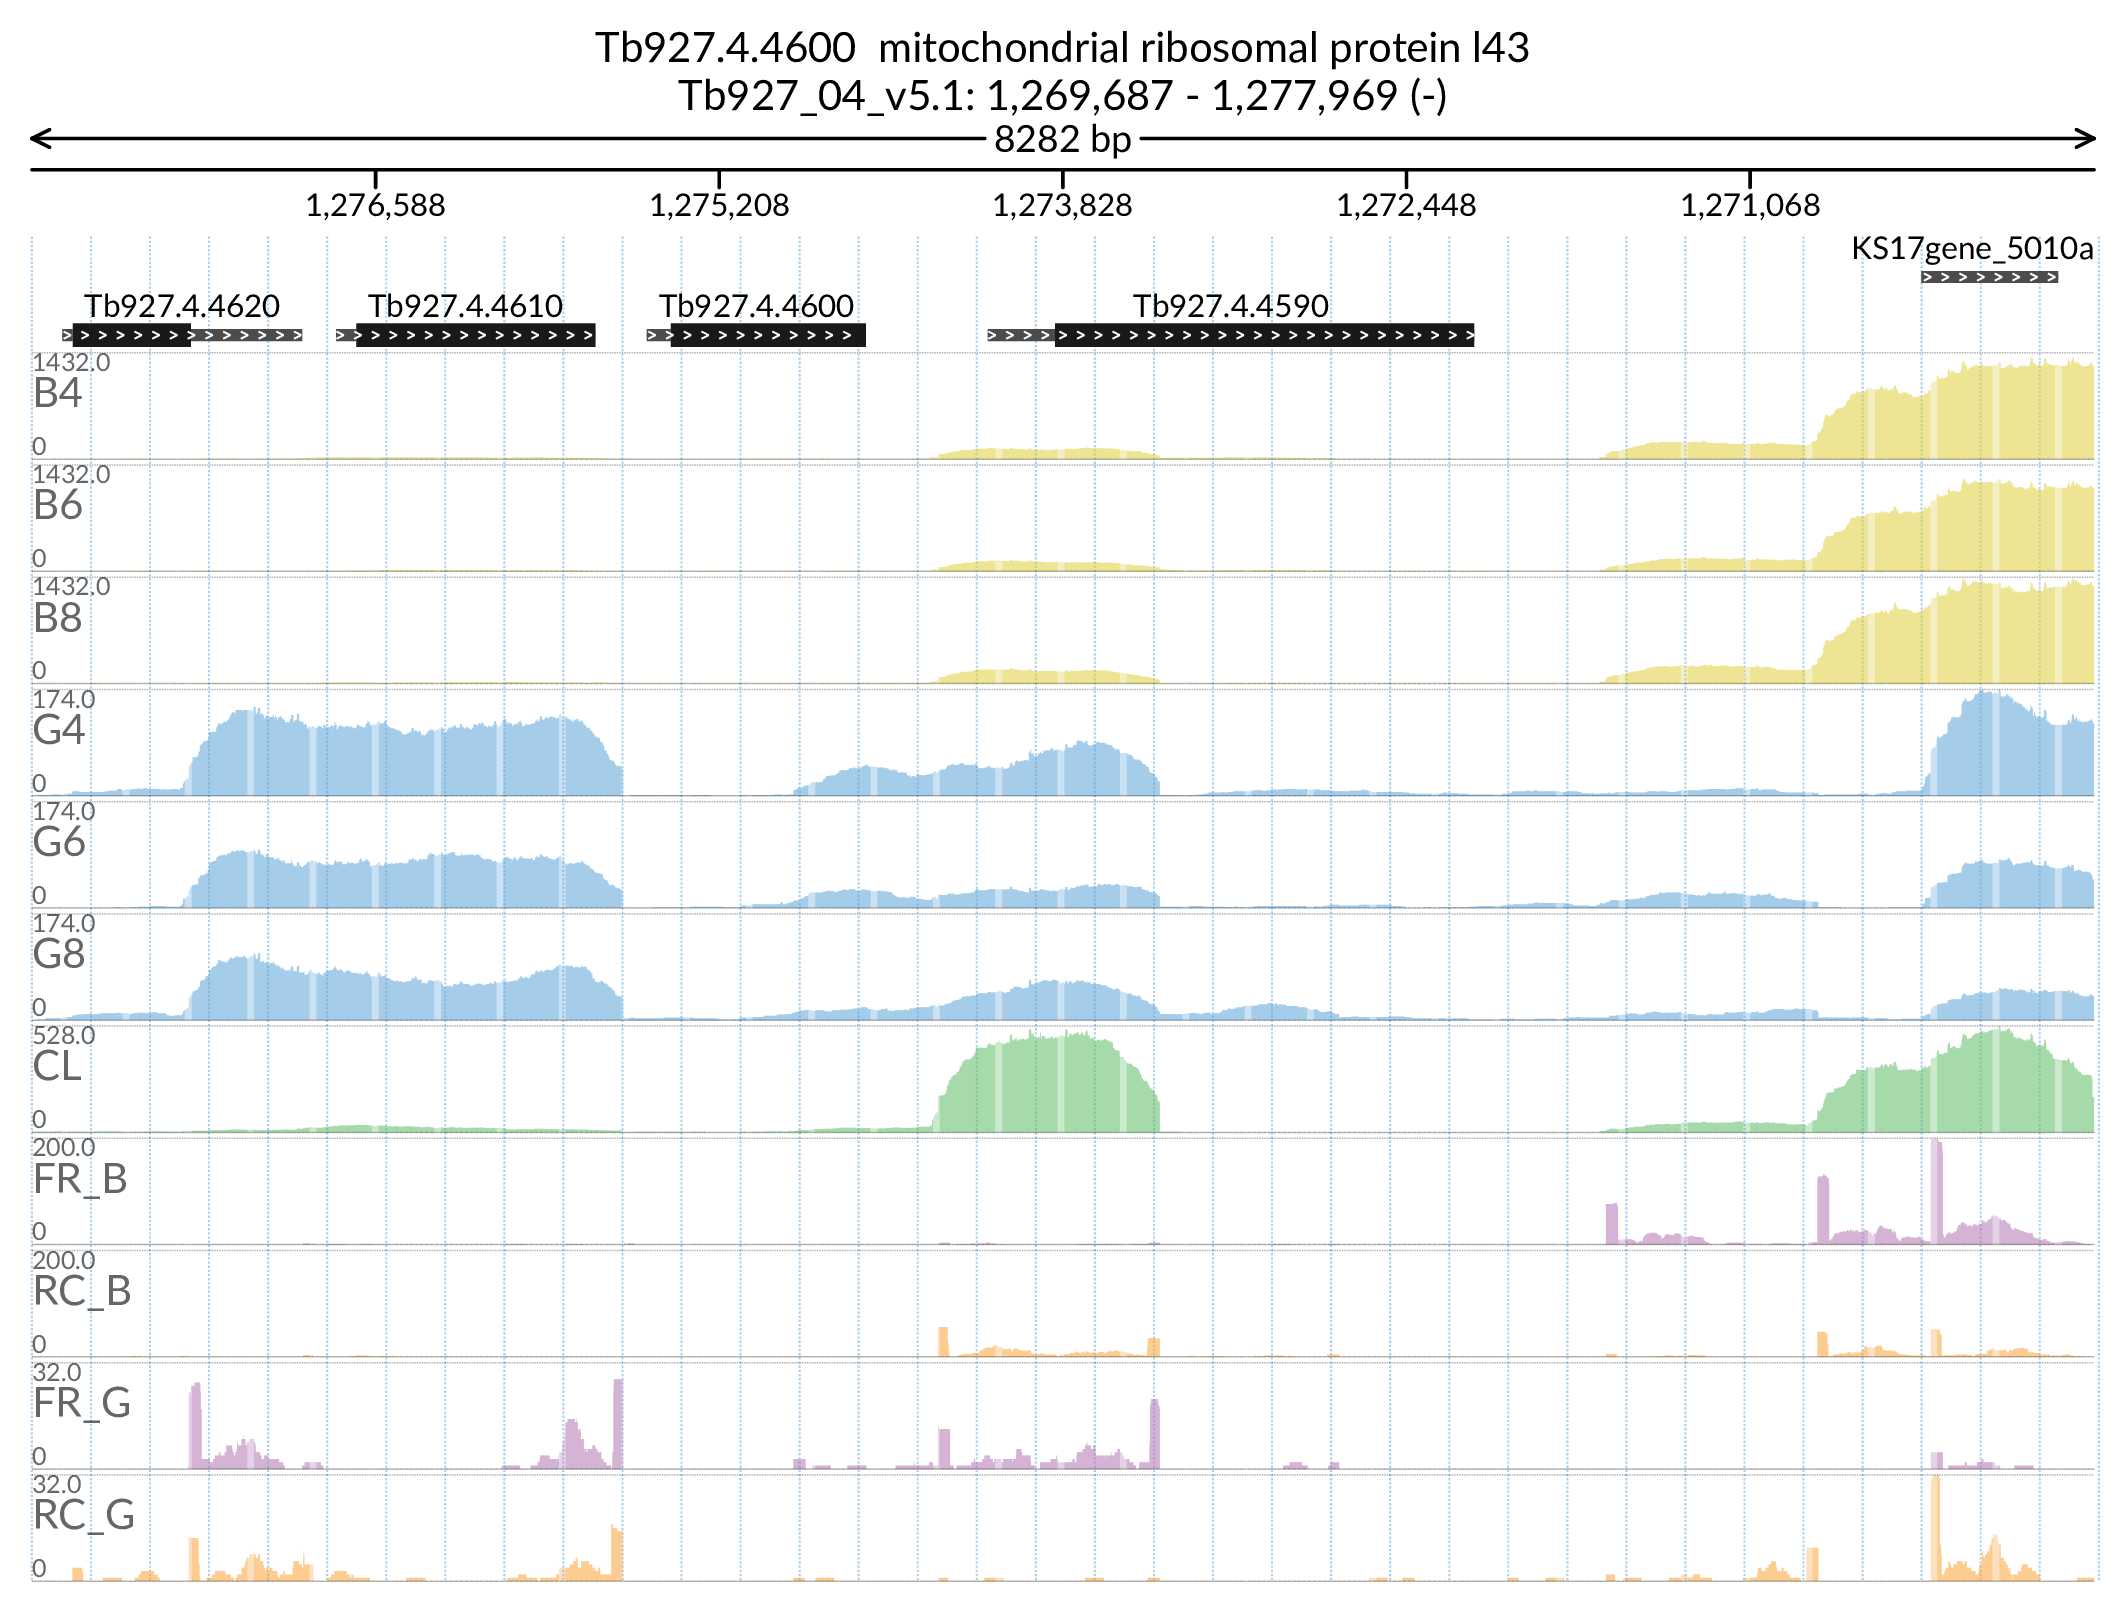 Tb927.4.4600 mitochondrial ribosomal protein l43
Tb927_04_v5.1: 1,269,687 - 1,277,969 (-)
8282 bp
1,276,588 1,275,208 1,273,828 1,272,448 1,271,068
KS17gene_5010a
Tb927.4.4620 Tb927.4.4610 Tb927.4.4600 Tb927.4.4590
1432.0
B4
0
1432.0
B6
0
1432.0
B8
0
174.0
G4
0
174.0
G6
0
174.0
G8
0
528.0
CL
0
200.0
FR_B
0
200.0
RC_B
0
32.0
FR_G
0
32.0
RC_G
0